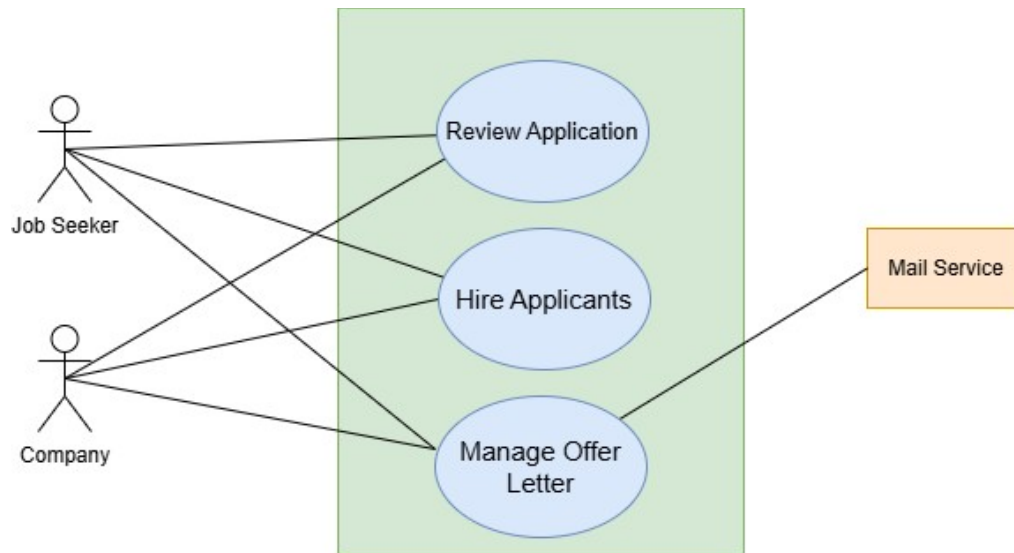 Review Application
Job Seeker
Hire Applicants
Mail Service
Company
Manage Offer
Letter